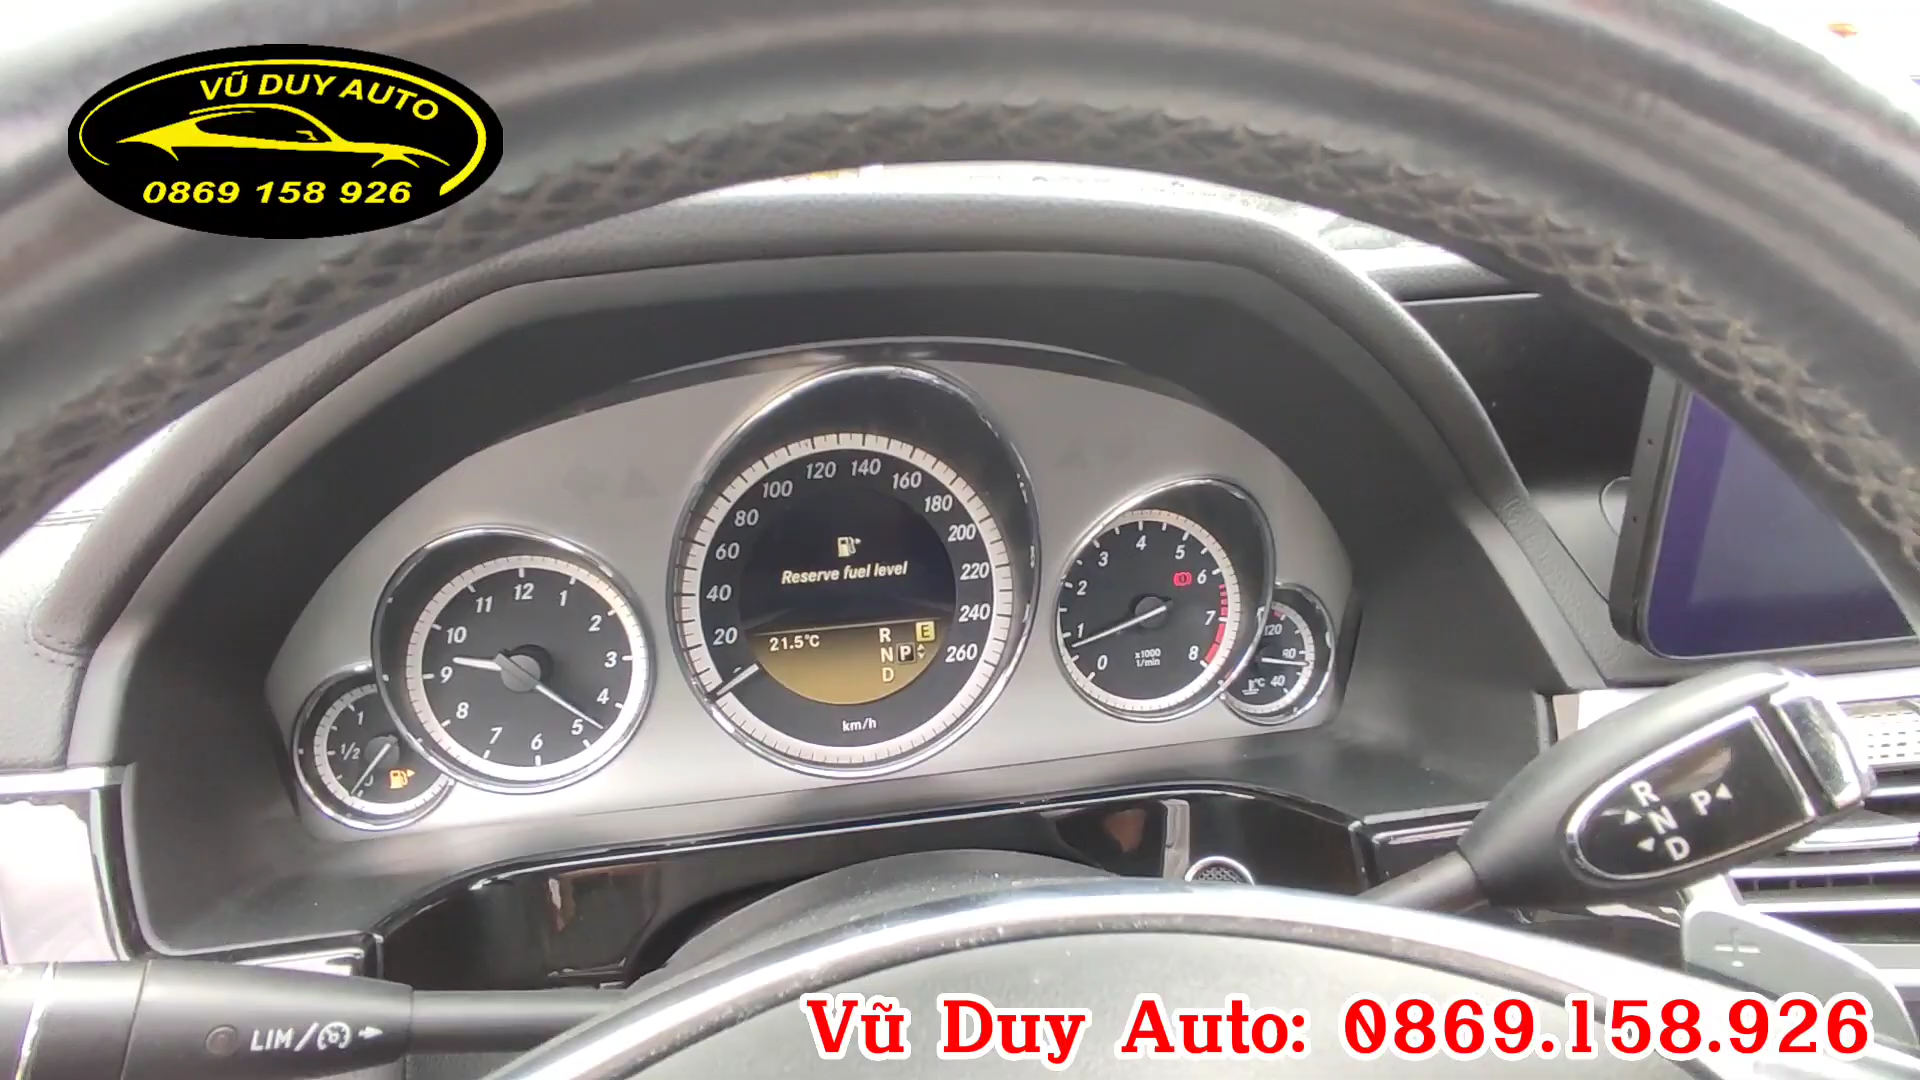 VŨ DUY AUTO
0869 158 926
120 140
100 160
80 180
60 200
40 220
20 240
260
Reserve fuel level
21.5°C
R E
N P
D
km/h
12
11 1
10 2
9 3
8 4
7 5
6
1
1/2
4
3 5
2 6
1 7
0 8
x1000
1/min
120
80
°C 40
R
N P
D
LIM/
+
Vũ Duy Auto: 0869.158.926